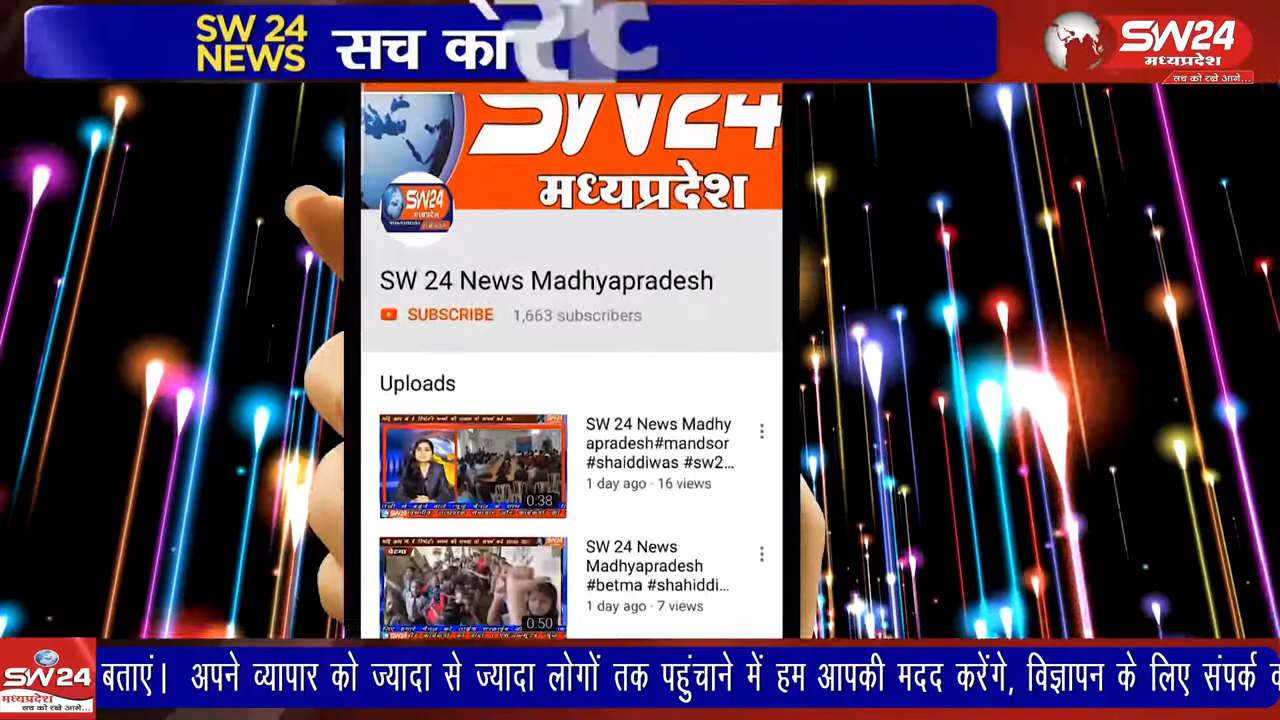 SW 24
NEWS
सच को
SW24
मध्यप्रदेश
सच को रखे आगे...
SW24
मध्यप्रदेश
SW24
SW 24 News Madhyapradesh
SUBSCRIBE 1,663 subscribers
Uploads
SW 24 News Madhy
apradesh#mandsor
#shaiddiwas #sw2...
1 day ago · 16 views
0:38
SW 24 News
Madhyapradesh
#betma #shahiddi...
1 day ago · 7 views
बेटमा
0:50
SW24
मध्यप्रदेश
सच को रखे आगे...
बताएं| अपने व्यापार को ज्यादा से ज्यादा लोगों तक पहुंचाने में हम आपकी मदद करेंगे, विज्ञापन के लिए संपर्क